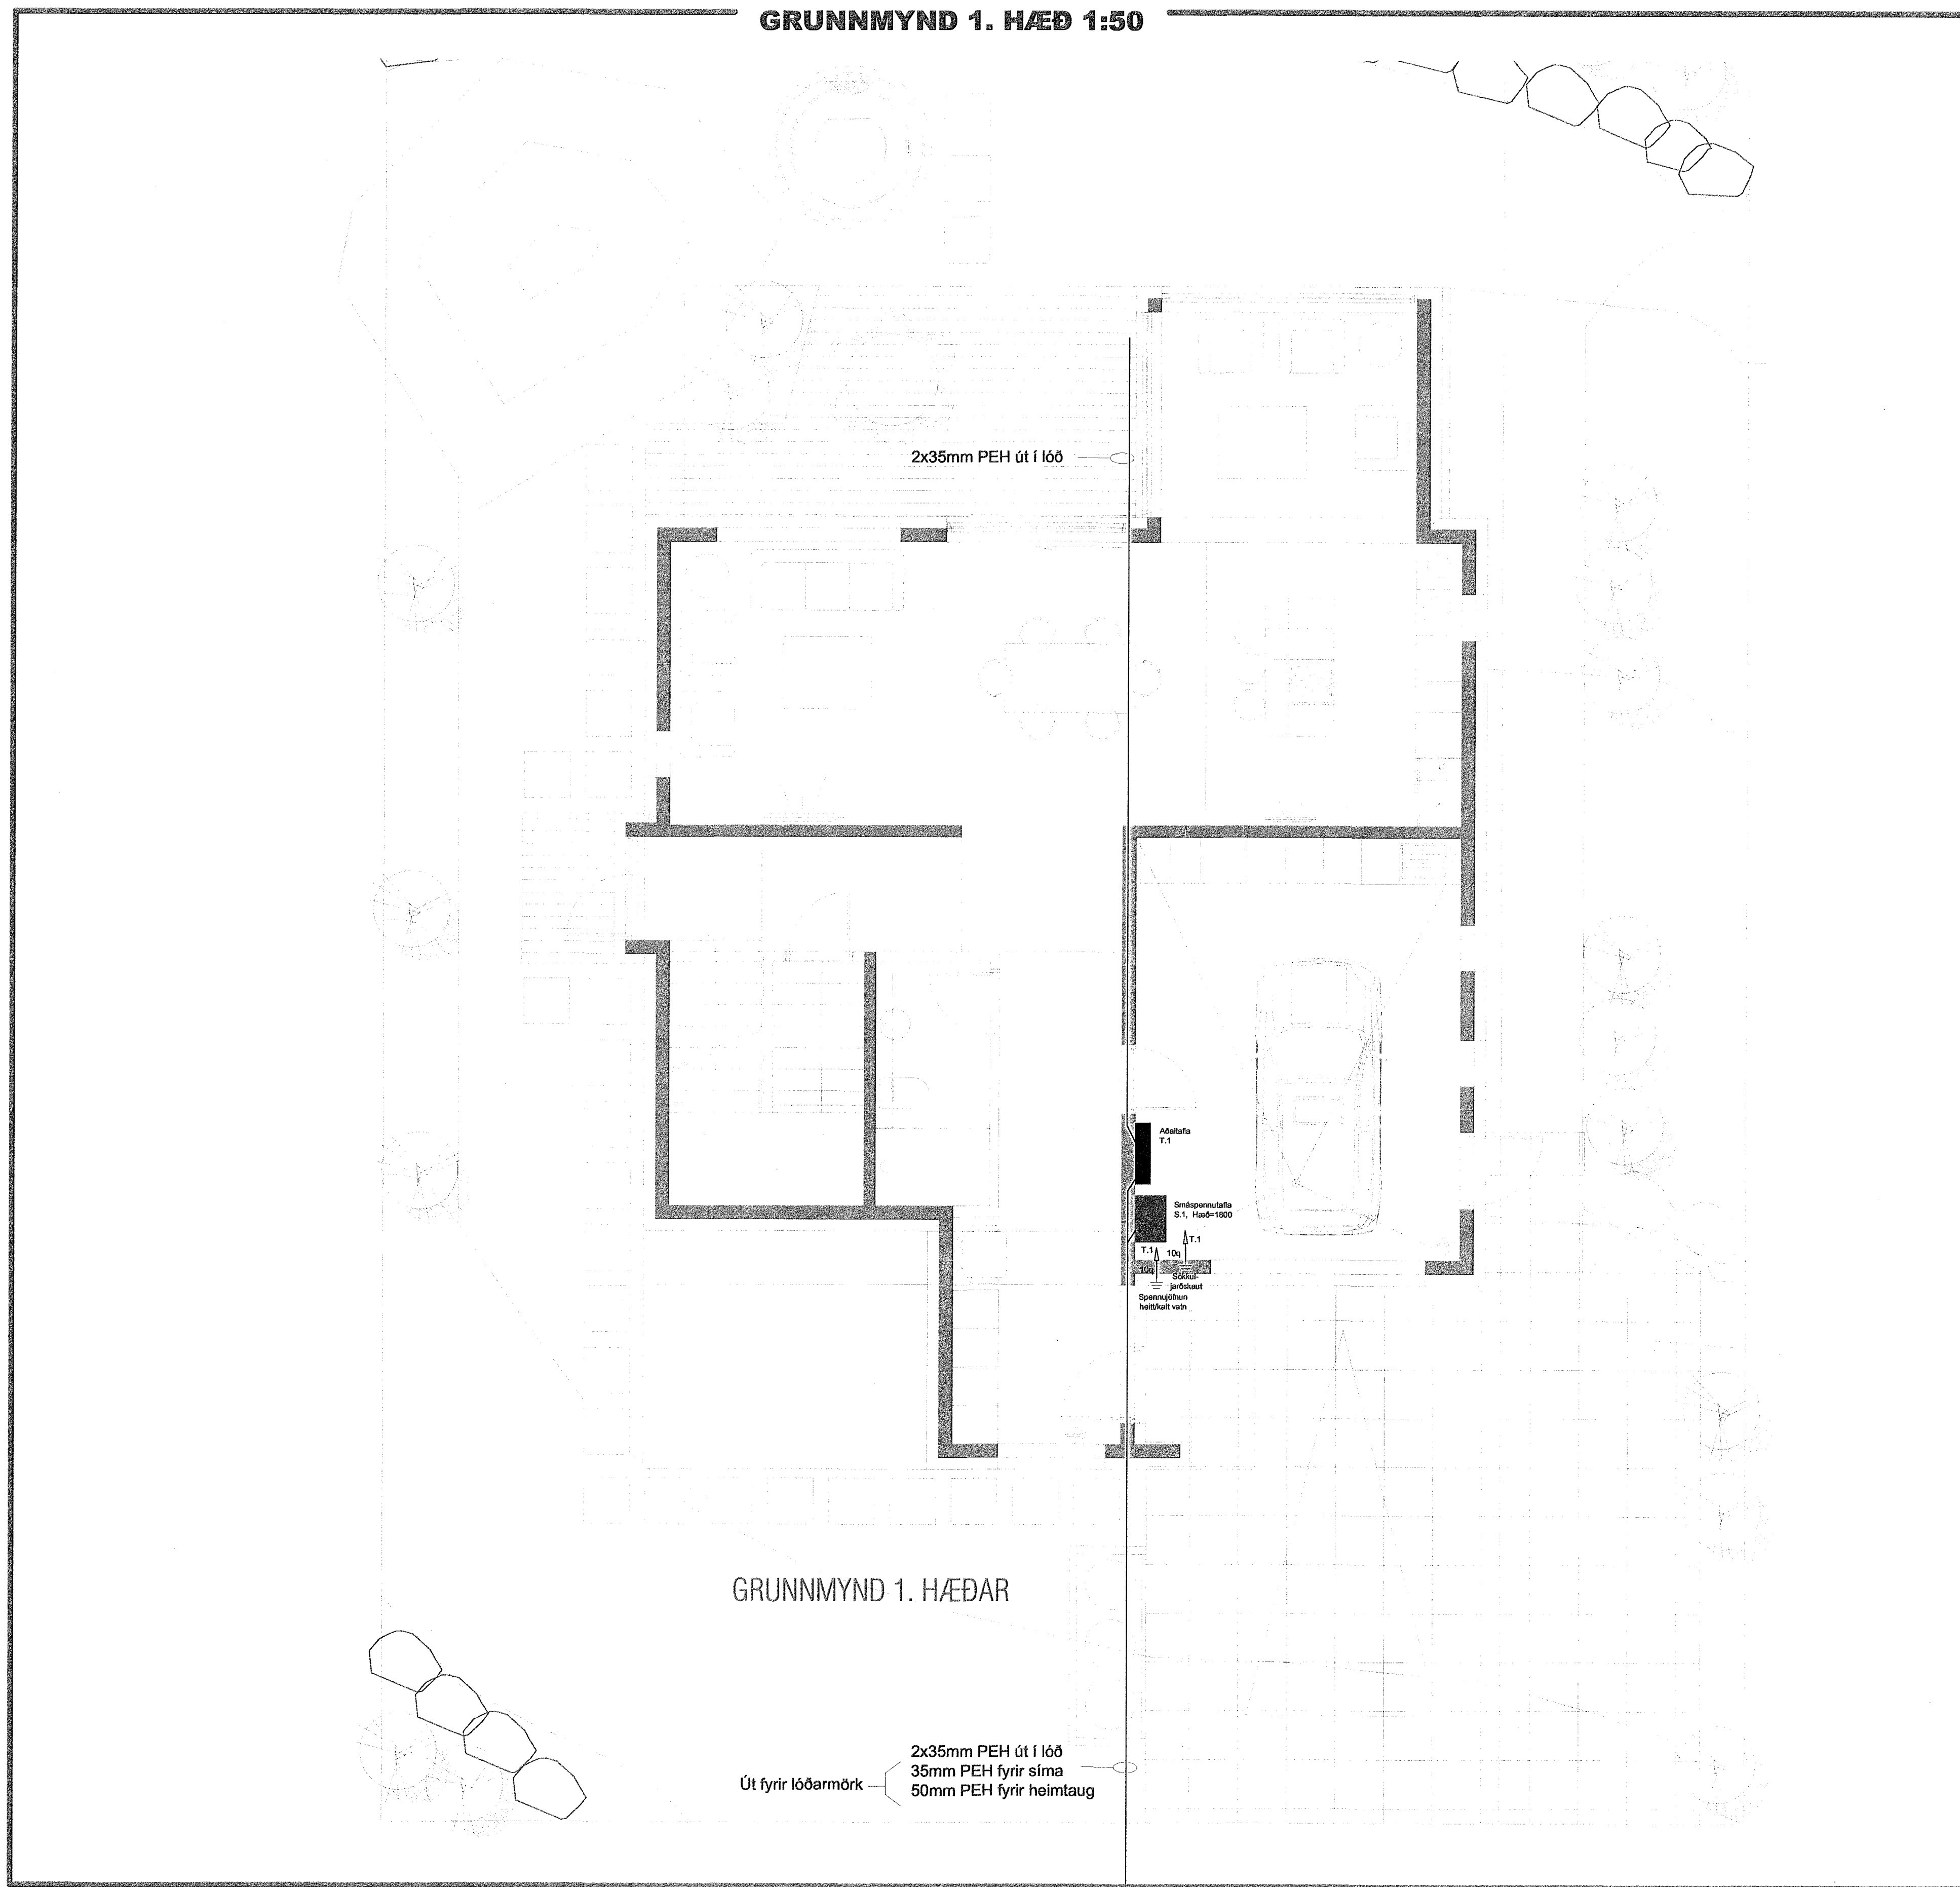 GRUNNMYND 1. HÆÐ 1:50
2x35mm PEH út í lóð
Aðaltafla
T.1
Smáspennutafla
S.1, Hæð=1800
T.1
T.1
10q
10q
Sökkul-
jarðskaut
Spennujöfnun
heitt/kalt vatn
GRUNNMYND 1. HÆÐAR
2x35mm PEH út í lóð
35mm PEH fyrir síma
Út fyrir lóðarmörk
50mm PEH fyrir heimtaug